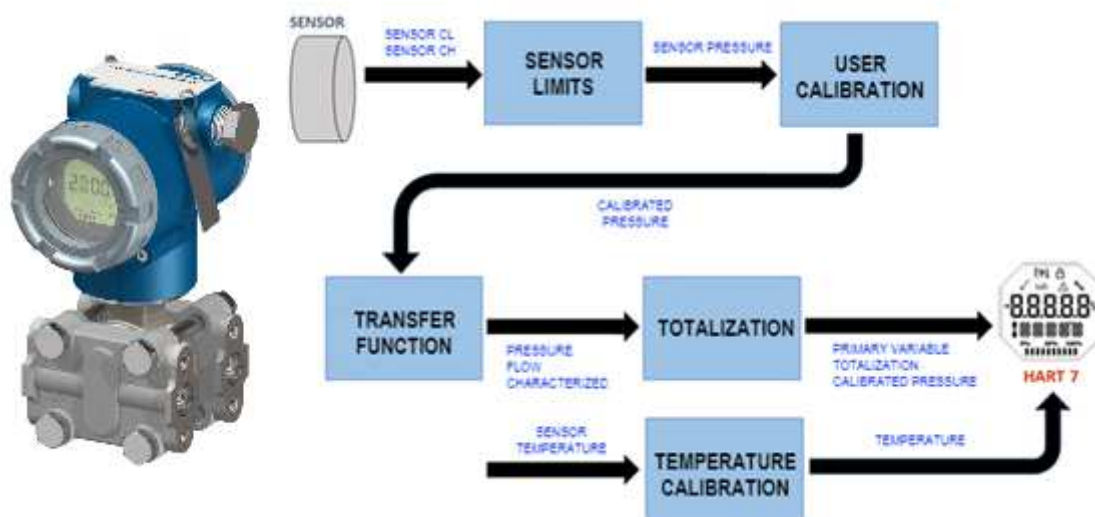 SENSOR
SENSOR CL
SENSOR CH
SENSOR
LIMITS
SENSOR PRESSURE
USER
CALIBRATION
CALIBRATED
PRESSURE
TRANSFER
FUNCTION
PRESSURE
FLOW
CHARACTERIZED
TOTALIZATION
PRIMARY VARIABLE
TOTALIZATION
CALIBRATED PRESSURE
HART 7
SENSOR
TEMPERATURE
TEMPERATURE
CALIBRATION
TEMPERATURE